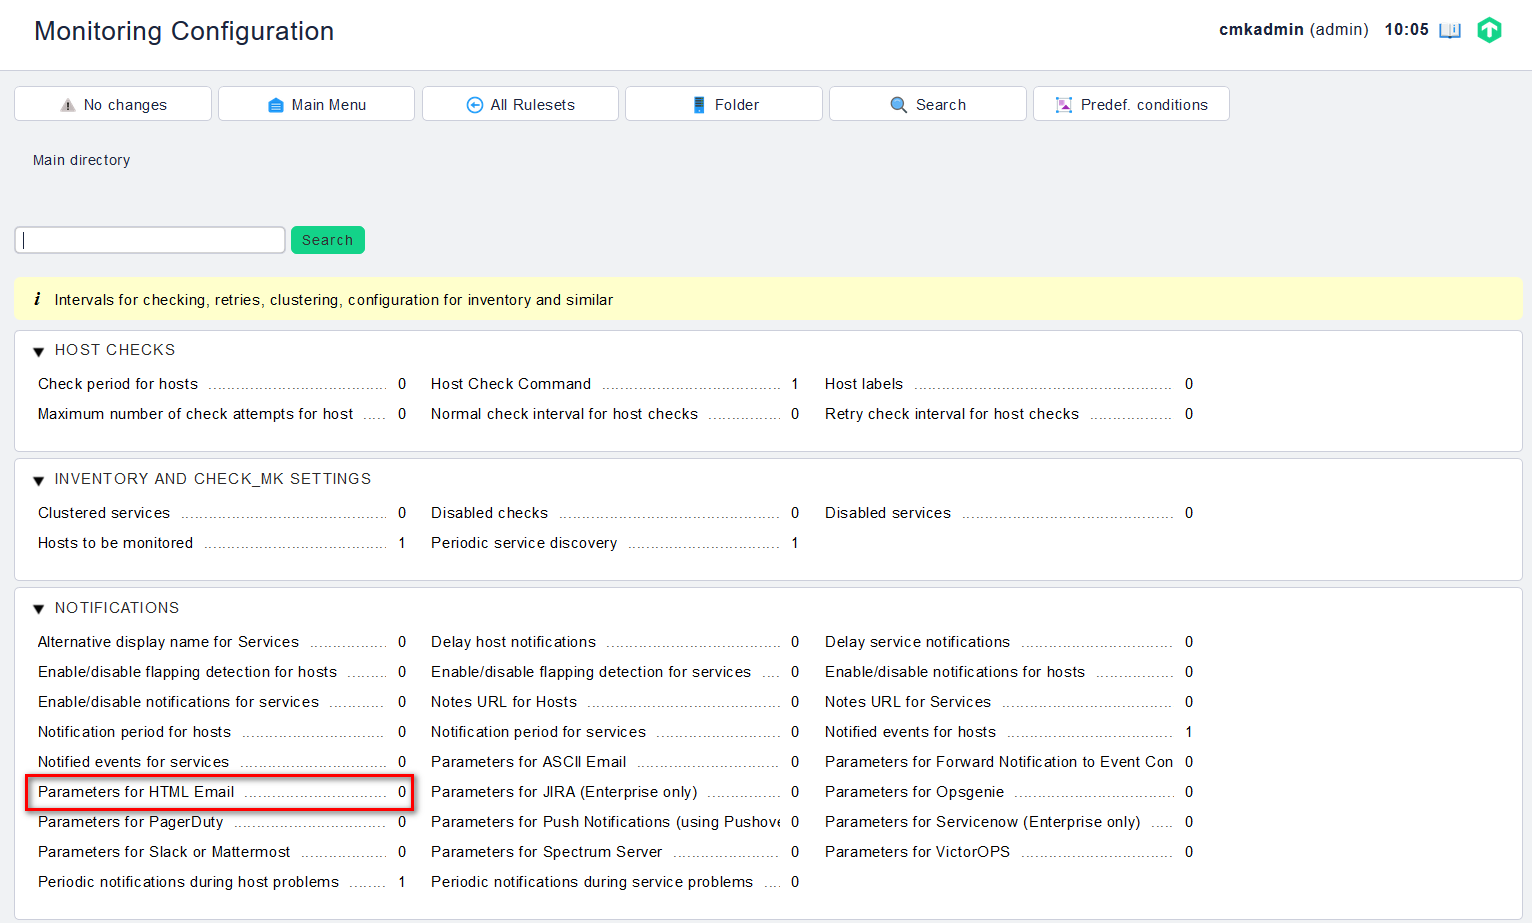 Monitoring Configuration
cmkadmin (admin) 10:05
No changes
Main Menu
All Rulesets
Folder
Search
Predef. conditions
Main directory
Search
i Intervals for checking, retries, clustering, configuration for inventory and similar
HOST CHECKS
Check period for hosts 0 Host Check Command 1 Host labels 0
Maximum number of check attempts for host 0 Normal check interval for host checks 0 Retry check interval for host checks 0
INVENTORY AND CHECK_MK SETTINGS
Clustered services 0 Disabled checks 0 Disabled services 0
Hosts to be monitored 1 Periodic service discovery 1
NOTIFICATIONS
Alternative display name for Services 0 Delay host notifications 0 Delay service notifications 0
Enable/disable flapping detection for hosts 0 Enable/disable flapping detection for services 0 Enable/disable notifications for hosts 0
Enable/disable notifications for services 0 Notes URL for Hosts 0 Notes URL for Services 0
Notification period for hosts 0 Notification period for services 0 Notified events for hosts 1
Notified events for services 0 Parameters for ASCII Email 0 Parameters for Forward Notification to Event Con 0
Parameters for HTML Email 0 Parameters for JIRA (Enterprise only) 0 Parameters for Opsgenie 0
Parameters for PagerDuty 0 Parameters for Push Notifications (using Pushove 0 Parameters for Servicenow (Enterprise only) 0
Parameters for Slack or Mattermost 0 Parameters for Spectrum Server 0 Parameters for VictorOPS 0
Periodic notifications during host problems 1 Periodic notifications during service problems 0